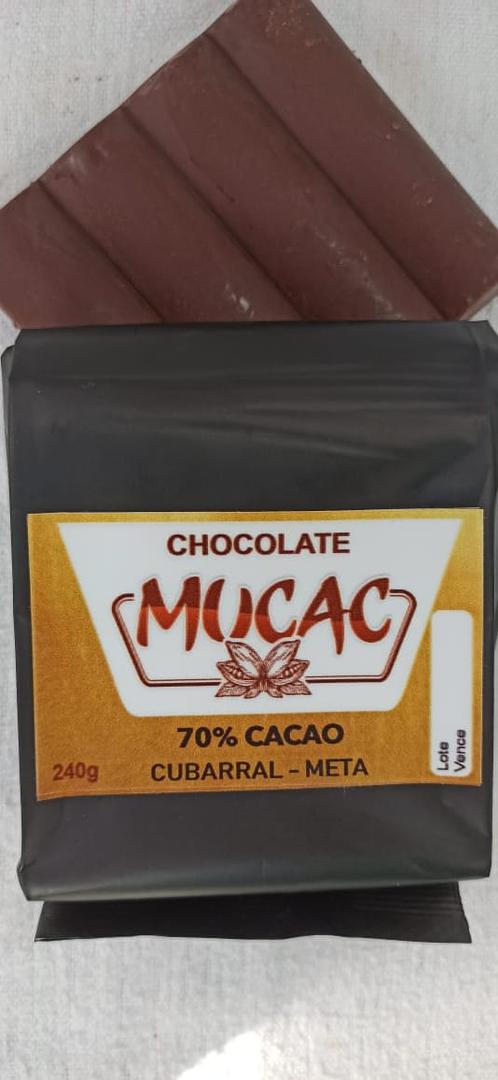 CHOCOLATE
MUCAC
70% CACAO
240g
CUBARRAL - META
Lote
Vence